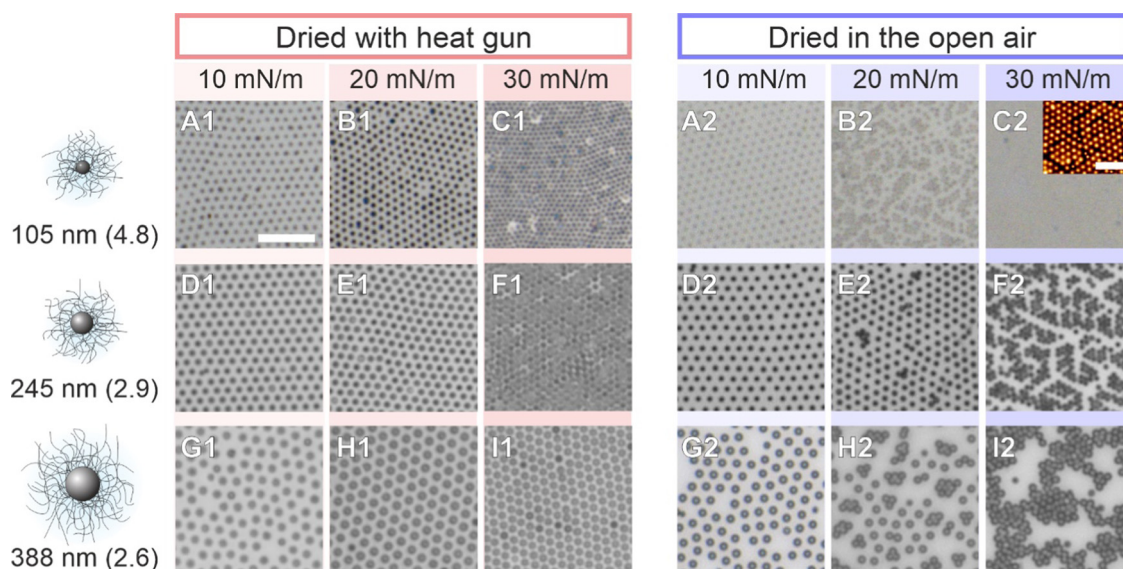 Dried with heat gun
Dried in the open air
10 mN/m 20 mN/m 30 mN/m
10 mN/m 20 mN/m 30 mN/m
A1 B1 C1 A2 B2 C2
105 nm (4.8)
D1 E1 F1 D2 E2 F2
245 nm (2.9)
G1 H1 I1 G2 H2 I2
388 nm (2.6)